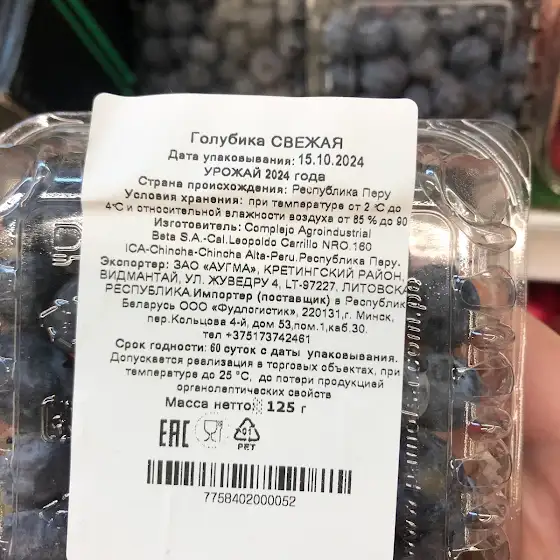 Голубика СВЕЖАЯ
Дата упаковывания: 15.10.2024
УРОЖАЙ 2024 года
Страна происхождения: Республика Перу
Условия хранения: при температуре от 2 °С до
4°С и относительной влажности воздуха от 85 % до 90
Изготовитель: Complejo Agroindustrial
Beta S.A.-Cal.Leopoldo Carrillo NRO.160
ICA-Chincha-Chincha Alta-Peru.Республика Перу.
Экспортер: ЗАО «АУГМА», КРЕТИНГСКИЙ РАЙОН,
ВИДМАНТАЙ, УЛ. ЖУВЕДРУ 4, LT-97227, ЛИТОВСКА
РЕСПУБЛИКА.Импортер (поставщик) в Республик
Беларусь ООО «Фудлогистик», 220131,г. Минск,
пер.Кольцова 4-й, дом 53,пом.1,каб.30.
тел +375173742461
Срок годности: 60 суток с даты упаковывания.
Допускается реализация в торговых объектах, при
температуре до 25 °С, до потери продукцией
органолептических свойств
Масса нетто: 125 г
EAC
01
PET
7758402000052